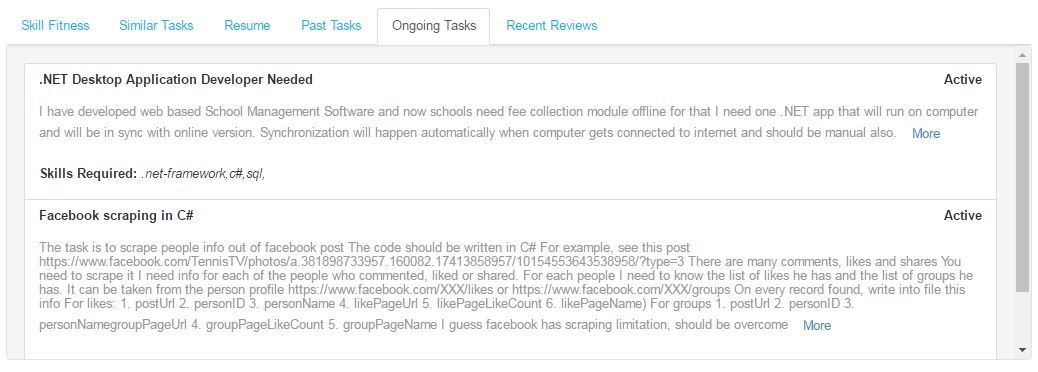 Skill Fitness Similar Tasks Resume Past Tasks Ongoing Tasks Recent Reviews
.NET Desktop Application Developer Needed Active
I have developed web based School Management Software and now schools need fee collection module offline for that I need one .NET app that will run on computer
and will be in sync with online version. Synchronization will happen automatically when computer gets connected to internet and should be manual also. More
Skills Required: .net-framework,c#,sql,
Facebook scraping in C# Active
The task is to scrape people info out of facebook post The code should be written in C# For example, see this post
https://www.facebook.com/TennisTV/photos/a.381898733957.160082.17413858957/10154553643538958/?type=3 There are many comments, likes and shares You
need to scrape it I need info for each of the people who commented, liked or shared. For each people I need to know the list of likes he has and the list of groups he
has. It can be taken from the person profile https://www.facebook.com/XXX/likes or https://www.facebook.com/XXX/groups On every record found, write into file this
info For likes: 1. postUrl 2. personID 3. personName 4. likePageUrl 5. likePageLikeCount 6. likePageName) For groups 1. postUrl 2. personID 3.
personNamegroupPageUrl 4. groupPageLikeCount 5. groupPageName I guess facebook has scraping limitation, should be overcome More